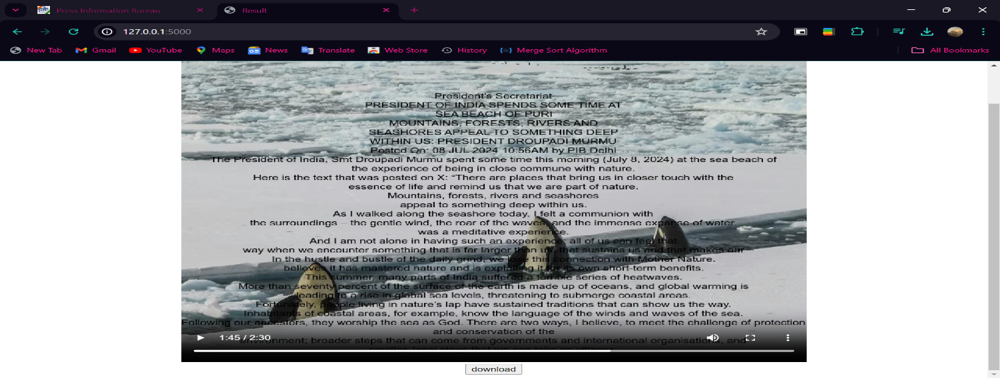 Press Information Bureau
Result
127.0.0.1:5000
New Tab
Gmail
YouTube
Maps
News
Translate
Web Store
History
Merge Sort Algorithm
All Bookmarks
President's Secretariat
PRESIDENT OF INDIA SPENDS SOME TIME AT
SEA BEACH OF PURI
MOUNTAINS, FORESTS, RIVERS AND
SEASHORES APPEAL TO SOMETHING DEEP
WITHIN US: PRESIDENT DROUPADI MURMU
Posted On: 08 JUL 2024 10:56AM by PIB Delhi
The President of India, Smt Droupadi Murmu spent some time this morning (July 8, 2024) at the sea beach of
the experience of being in close commune with nature.
Here is the text that was posted on X: “There are places that bring us in closer touch with the
essence of life and remind us that we are part of nature.
Mountains, forests, rivers and seashores
appeal to something deep within us.
As I walked along the seashore today, I felt a communion with
the surroundings – the gentle wind, the roar of the waves and the immense expanse of water.
was a meditative experience.
And I am not alone in having such an experience; all of us can feel that
way when we encounter something that is far larger than us, that sustains us and that makes our
In the hustle and bustle of the daily grind, we lose this connection with Mother Nature.
believes it has mastered nature and is exploiting it for its own short-term benefits.
This summer, many parts of India suffered a terrible series of heatwaves.
More than seventy percent of the surface of the earth is made up of oceans, and global warming is
leading to a rise in global sea levels, threatening to submerge coastal areas.
Fortunately, people living in nature's lap have sustained traditions that can show us the way.
Inhabitants of coastal areas, for example, know the language of the winds and waves of the sea.
Following our ancestors, they worship the sea as God. There are two ways, I believe, to meet the challenge of protection
and conservation of the
environment; broader steps that can come from governments and international organisations, and
smaller, local steps that we can take as citizens.
1:45 / 2:30
download